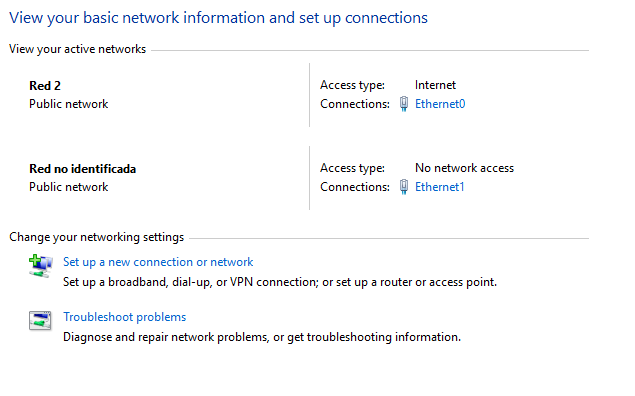 View your basic network information and set up connections
View your active networks
Red 2
Public network
Access type: Internet
Connections: Ethernet0
Red no identificada
Public network
Access type: No network access
Connections: Ethernet1
Change your networking settings
Set up a new connection or network
Set up a broadband, dial-up, or VPN connection; or set up a router or access point.
Troubleshoot problems
Diagnose and repair network problems, or get troubleshooting information.